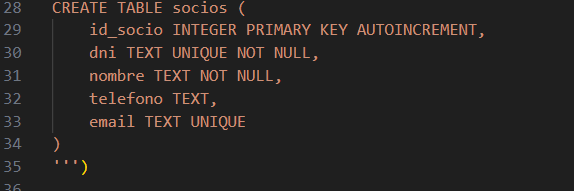 28 CREATE TABLE socios (
29 id_socio INTEGER PRIMARY KEY AUTOINCREMENT,
30 dni TEXT UNIQUE NOT NULL,
31 nombre TEXT NOT NULL,
32 telefono TEXT,
33 email TEXT UNIQUE
34 )
35 ''')
36